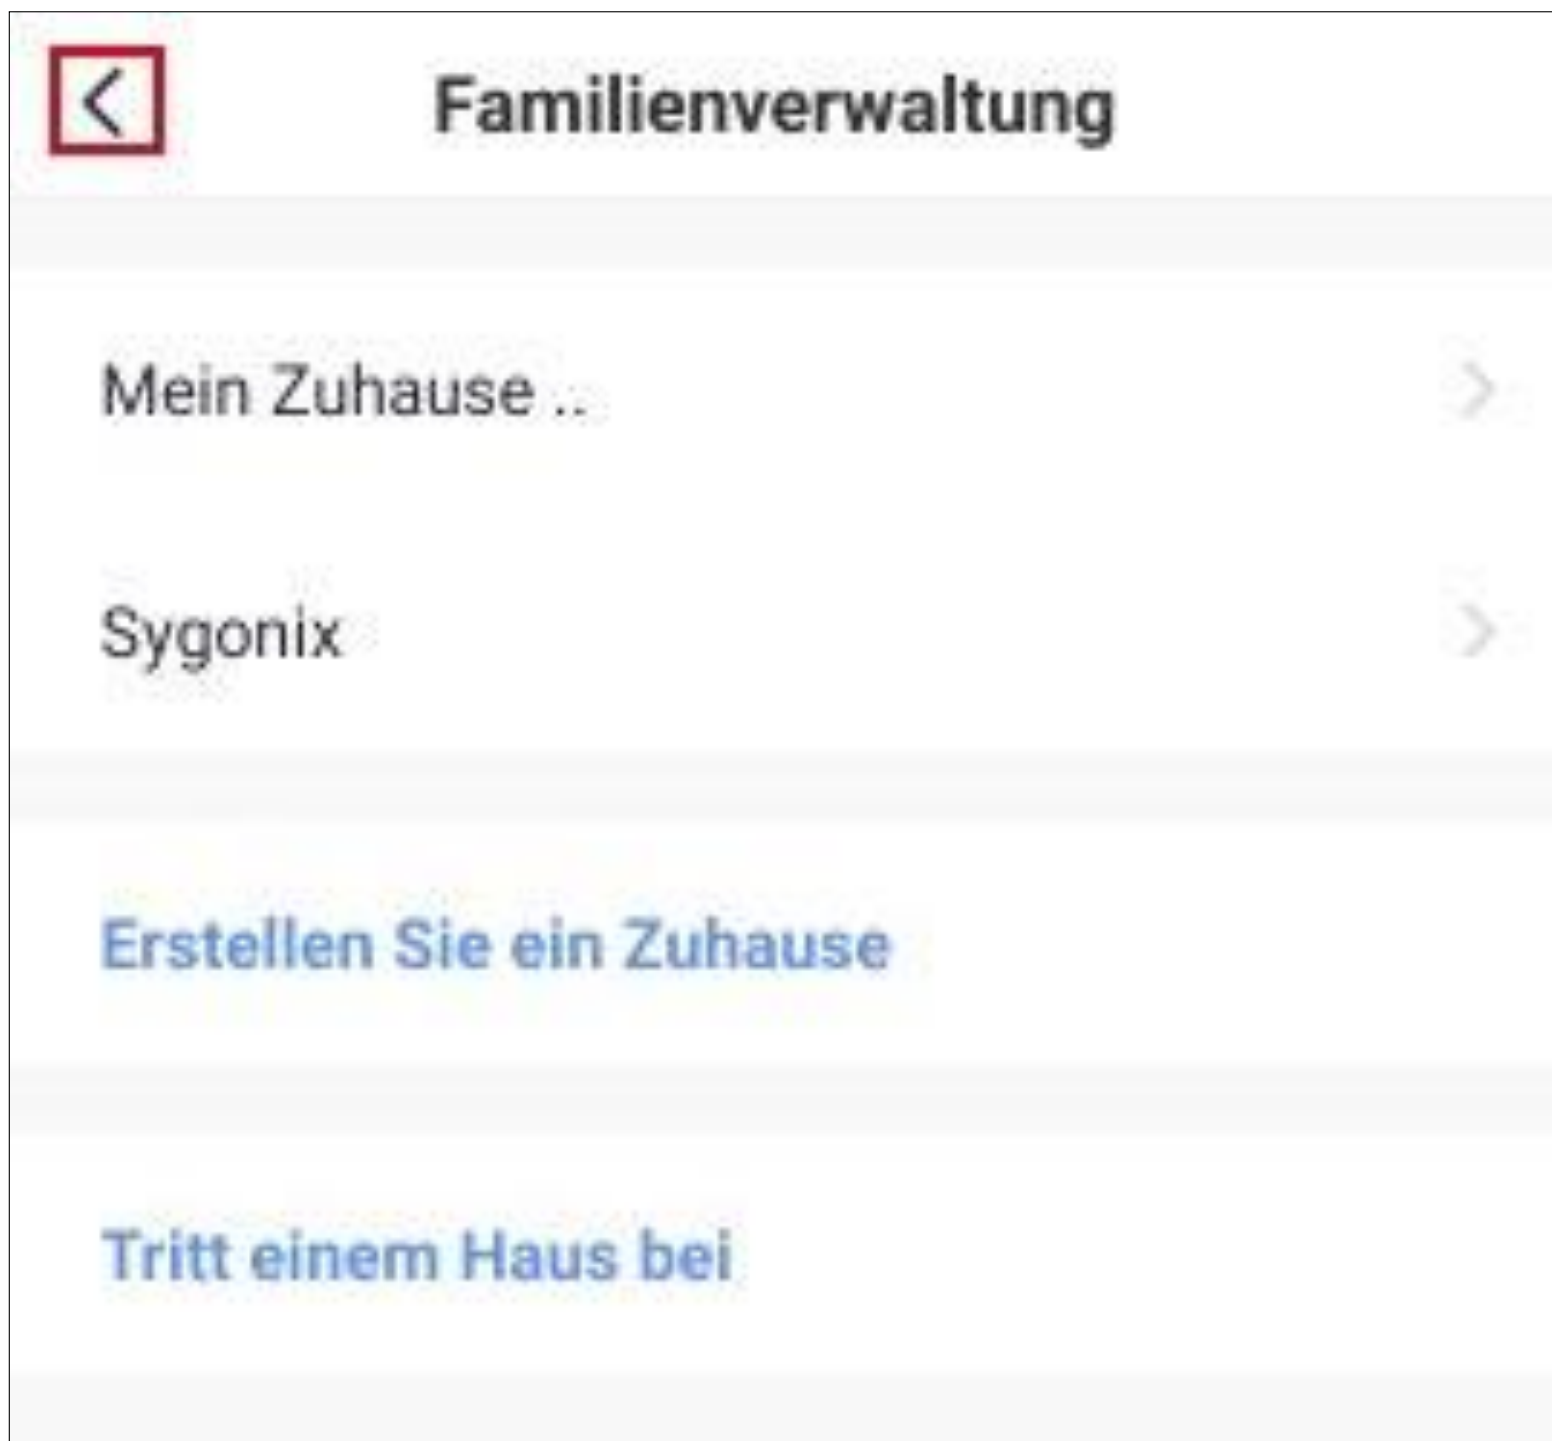 Familienverwaltung
Mein Zuhause ..
Sygonix
Erstellen Sie ein Zuhause
Tritt einem Haus bei